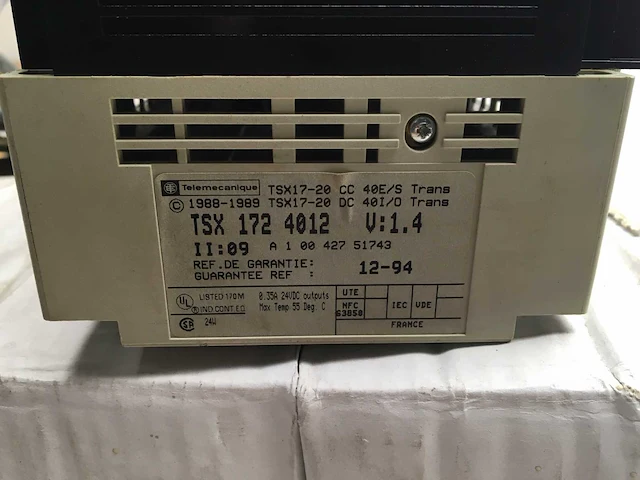 Telemecanique TSX17-20 CC 40E/S Trans
© 1988-1989 TSX17-20 DC 40I/O Trans
TSX 172 4012 V:1.4
II:09 A 1 00 427 51743
REF.DE GARANTIE:
GUARANTEE REF : 12-94
UL LISTED 170M 0.35A 24VDC outputs UTE
® IND.CONT.EQ. Max Temp 55 Deg. C NFC 63850 IEC VDE
SA 24W FRANCE